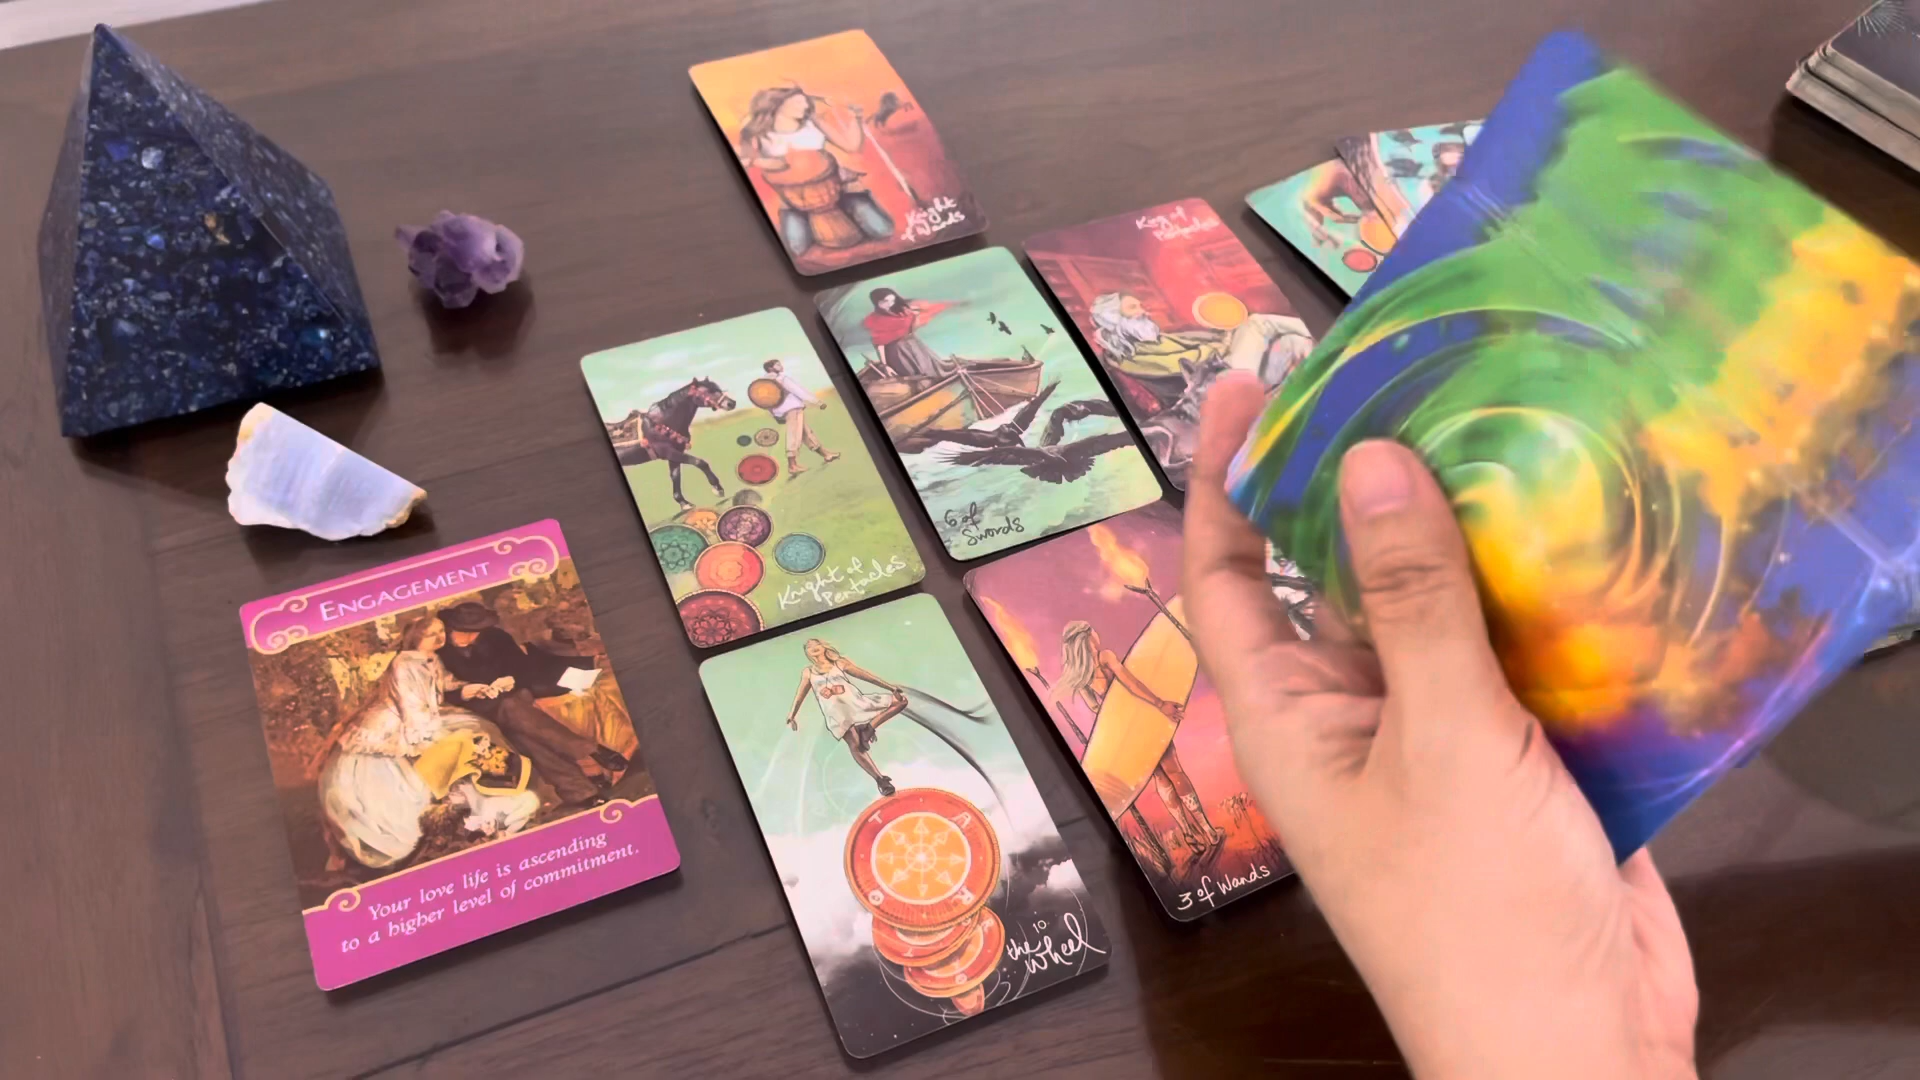 Knight
of Wands
King of
Pentacles
6 of
Swords
Knight of
Pentacles
ENGAGEMENT
Your love life is ascending
to a higher level of commitment.
T A
R O
10
the Wheel
3 of Wands